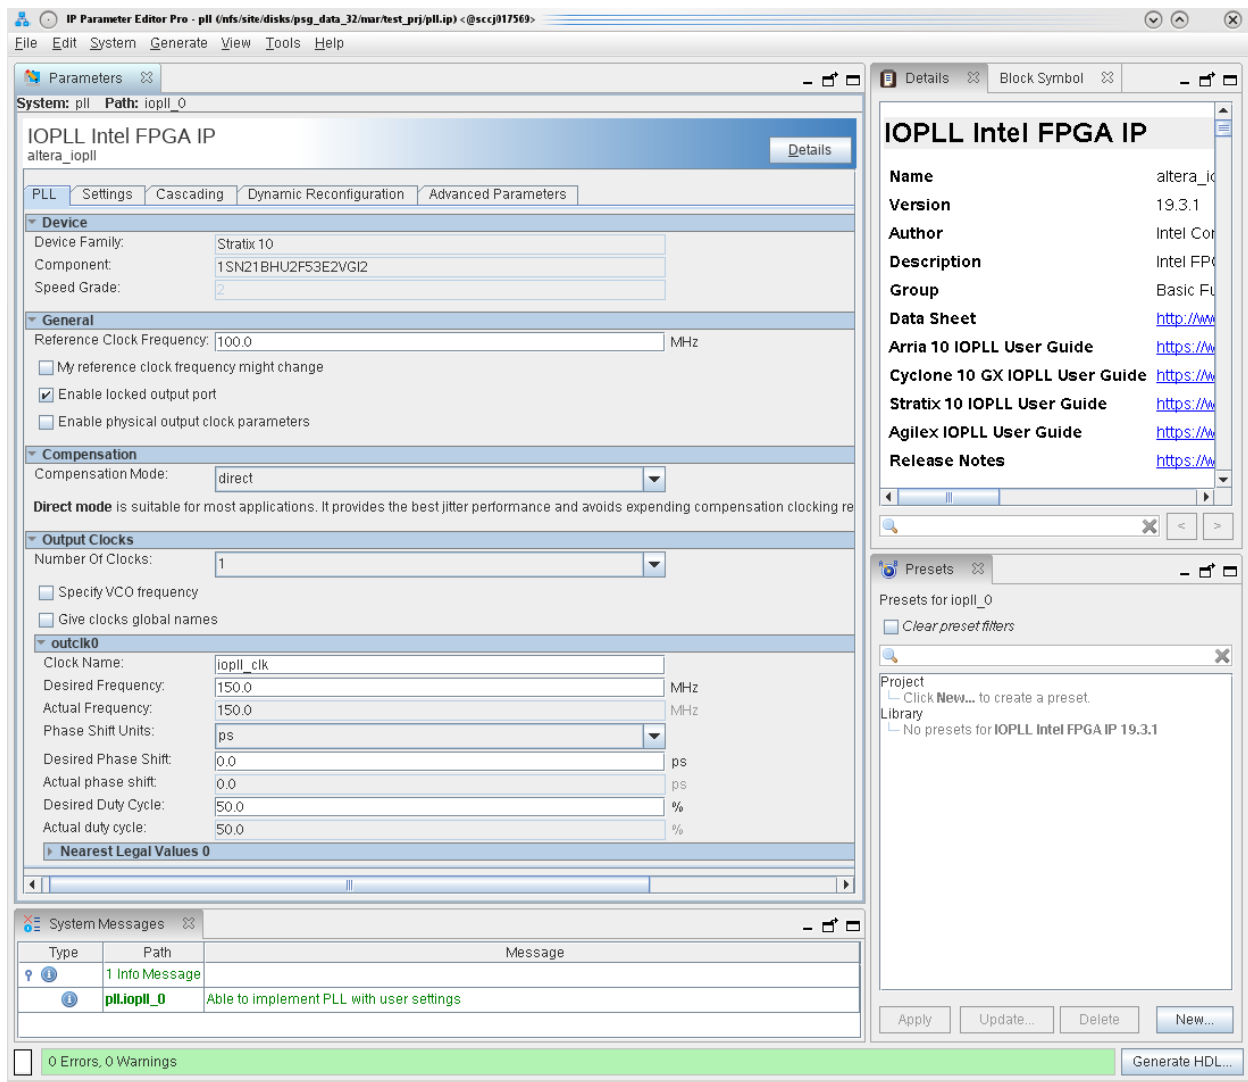 IP Parameter Editor Pro - pll (/nfs/site/disks/psg_data_32/mar/test_prj/pll.ip) <@sccj017569>
File Edit System Generate View Tools Help
Parameters
System: pll Path: iopll_0
IOPLL Intel FPGA IP
altera_iopll
Details
PLL Settings Cascading Dynamic Reconfiguration Advanced Parameters
Device
Device Family: Stratix 10
Component: 1SN21BHU2F53E2VGI2
Speed Grade: 2
General
Reference Clock Frequency: 100.0 MHz
My reference clock frequency might change
Enable locked output port
Enable physical output clock parameters
Compensation
Compensation Mode: direct
Direct mode is suitable for most applications. It provides the best jitter performance and avoids expending compensation clocking re
Output Clocks
Number Of Clocks: 1
Specify VCO frequency
Give clocks global names
outclk0
Clock Name: iopll_clk
Desired Frequency: 150.0 MHz
Actual Frequency: 150.0 MHz
Phase Shift Units: ps
Desired Phase Shift: 0.0 ps
Actual phase shift: 0.0 ps
Desired Duty Cycle: 50.0 %
Actual duty cycle: 50.0 %
Nearest Legal Values 0
System Messages
Type Path Message
1 Info Message
pll.iopll_0 Able to implement PLL with user settings
0 Errors, 0 Warnings
Generate HDL...
Details Block Symbol
IOPLL Intel FPGA IP
Name altera_io
Version 19.3.1
Author Intel Cor
Description Intel FPG
Group Basic Fu
Data Sheet http://ww
Arria 10 IOPLL User Guide https://w
Cyclone 10 GX IOPLL User Guide https://w
Stratix 10 IOPLL User Guide https://w
Agilex IOPLL User Guide https://w
Release Notes https://w
< >
Presets
Presets for iopll_0
Clear preset filters
Project
Click New... to create a preset.
Library
No presets for IOPLL Intel FPGA IP 19.3.1
Apply Update... Delete New...